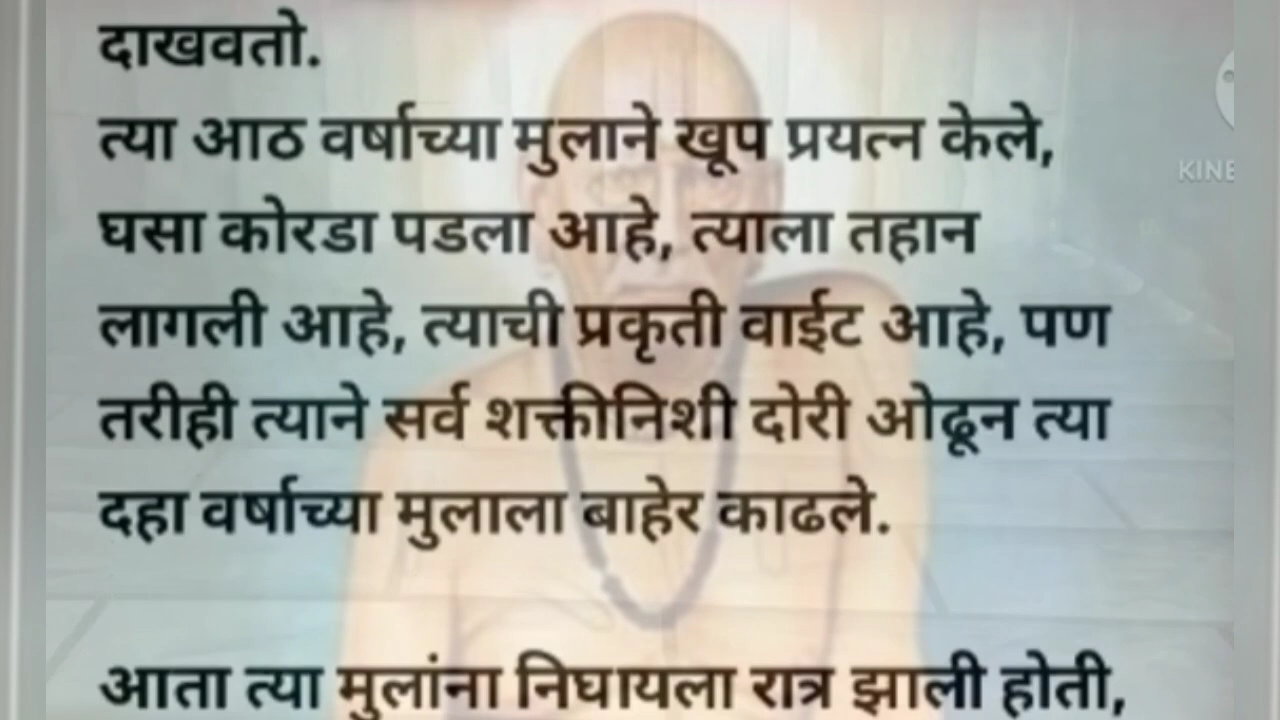 दाखवतो.
त्या आठ वर्षाच्या मुलाने खूप प्रयत्न केले,
घसा कोरडा पडला आहे, त्याला तहान
लागली आहे, त्याची प्रकृती वाईट आहे, पण
तरीही त्याने सर्व शक्तीनिशी दोरी ओढून त्या
दहा वर्षाच्या मुलाला बाहेर काढले.
आता त्या मुलांना निघायला रात्र झाली होती,
KINE